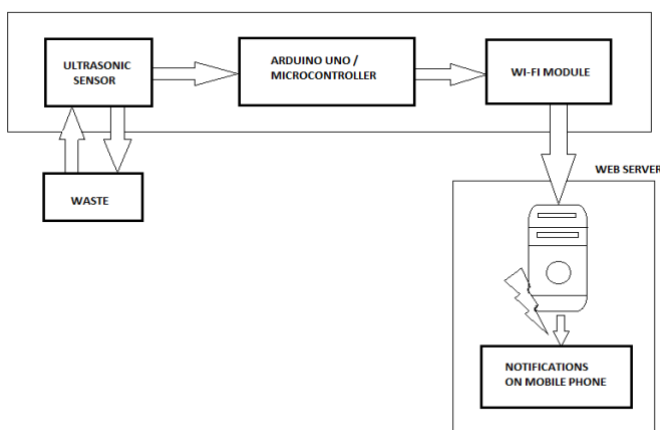 ULTRASONIC
SENSOR
ARDUINO UNO /
MICROCONTROLLER
WI-FI MODULE
WASTE
WEB SERVER
NOTIFICATIONS
ON MOBILE PHONE